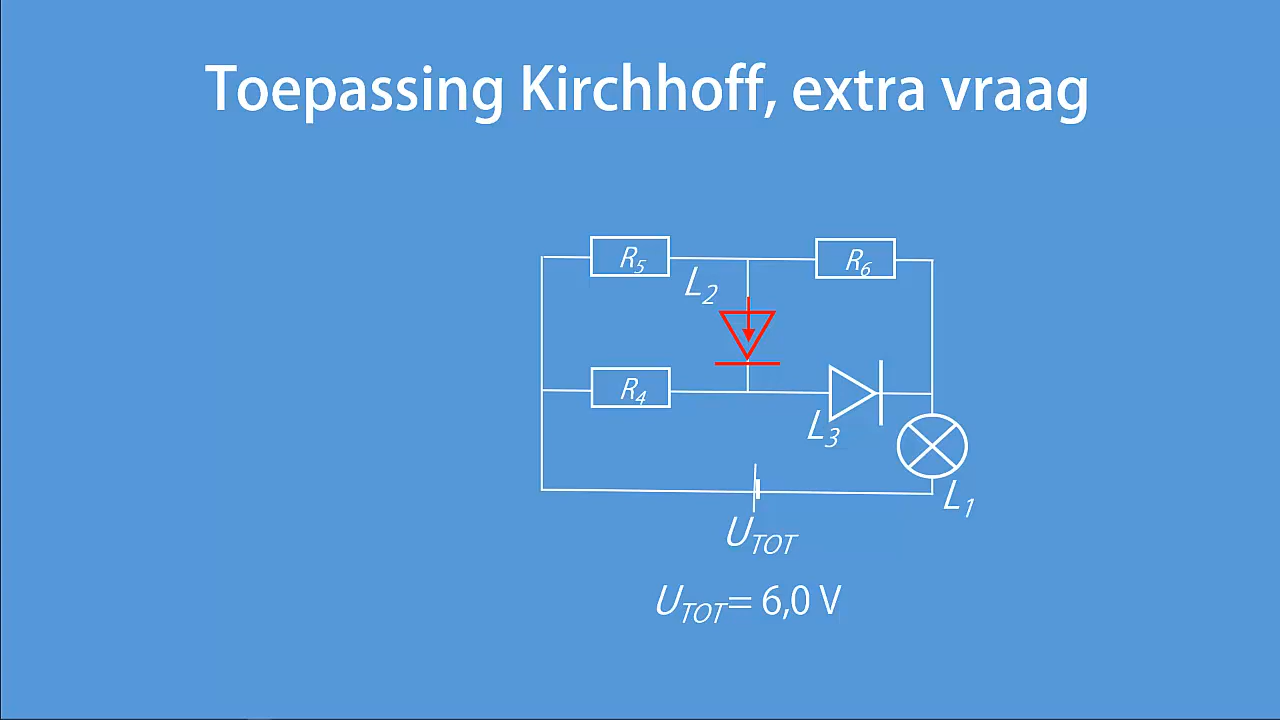 Toepassing Kirchhoff, extra vraag
R5
R6
L2
R4
L3
L1
UTOT
UTOT= 6,0 V